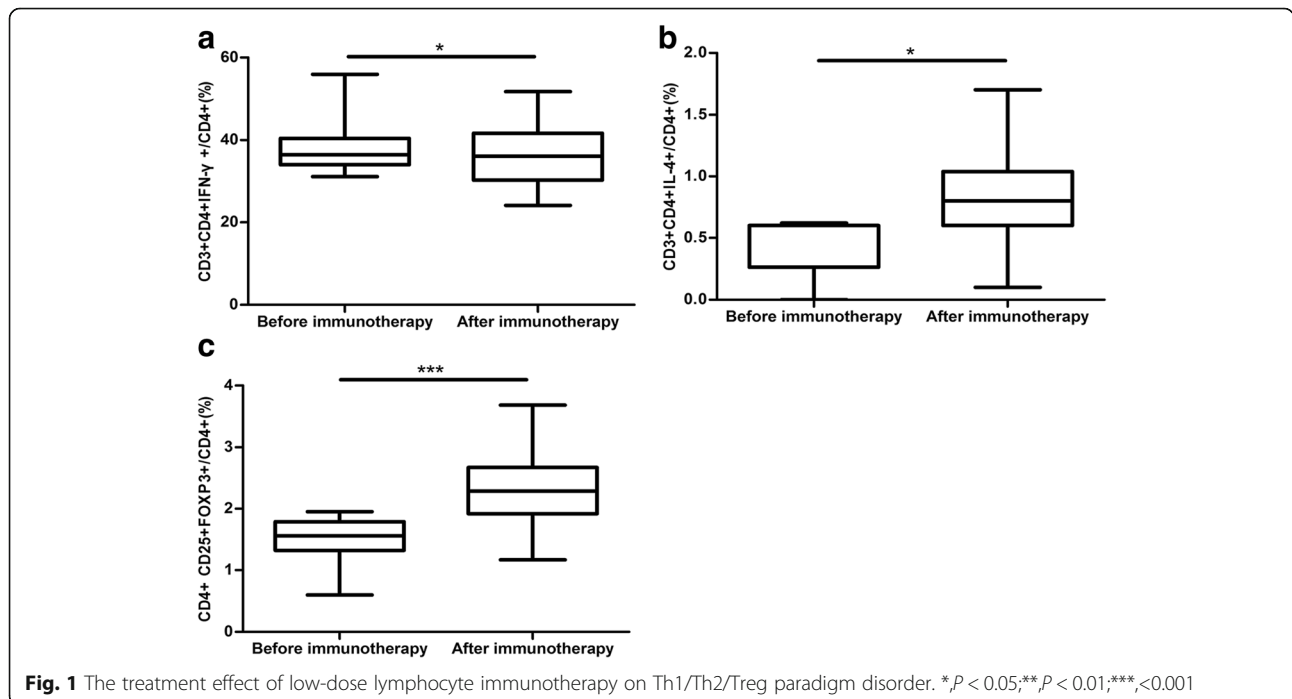 a
*
60
40
20
0
CD3+CD4+IFN-γ +/CD4+(%)
Before immunotherapy After immunotherapy
b
*
2.0
1.5
1.0
0.5
0.0
CD3+CD4+IL-4+/CD4+(%)
Before immunotherapy After immunotherapy
c
***
4
3
2
1
0
CD4+ CD25+FOXP3+/CD4+(%)
Before immunotherapy After immunotherapy
Fig. 1 The treatment effect of low-dose lymphocyte immunotherapy on Th1/Th2/Treg paradigm disorder. *,P < 0.05;**,P < 0.01;***,<0.001